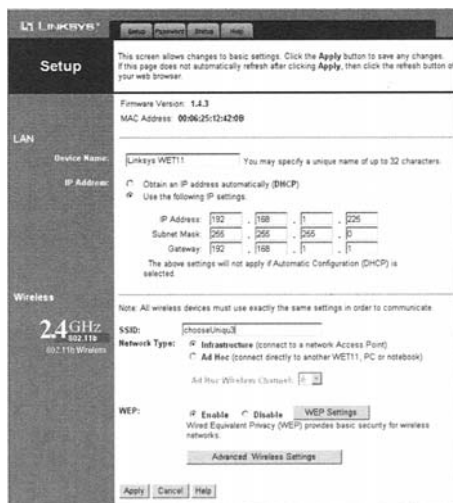 LINKSYS®
Setup Password Status Help
Setup
This screen allows changes to basic settings. Click the Apply button to save any changes.
If this page does not automatically refresh after clicking Apply, then click the refresh button of
your web browser.
Firmware Version: 1.4.3
MAC Address: 00:06:25:12:42:0B
LAN
Device Name: Linksys WET11 You may specify a unique name of up to 32 characters.
IP Address: Obtain an IP address automatically (DHCP)
Use the following IP settings.
IP Address: 192 . 168 . 1 . 225
Subnet Mask: 255 . 255 . 255 . 0
Gateway: 192 . 168 . 1 . 1
The above settings will not apply if Automatic Configuration (DHCP) is
selected.
Wireless
Note: All wireless devices must use exactly the same settings in order to communicate
2.4GHz
802.11b
802.11b Wireless
SSID: chooseUniqu3
Network Type: Infrastructure (connect to a network Access Point)
Ad Hoc (connect directly to another WET11, PC or notebook)
Ad Hoc Wireless Channel: 6
WEP: Enable Disable WEP Settings
Wired Equivalent Privacy (WEP) provides basic security for wireless
networks.
Advanced Wireless Settings
Apply Cancel Help